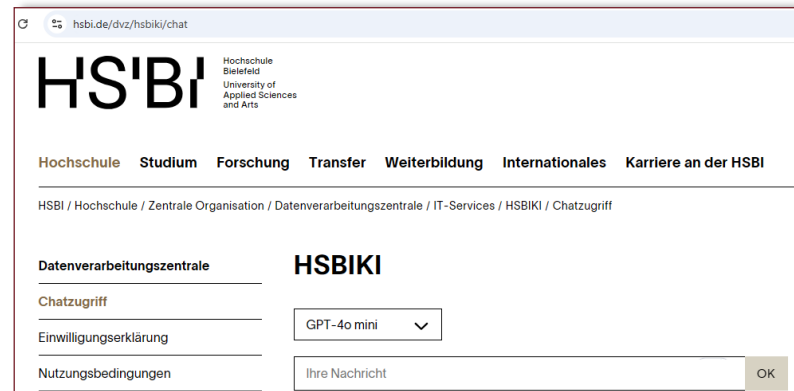 hsbi.de/dvz/hsbiki/chat
HS'BI
Hochschule
Bielefeld
University of
Applied Sciences
and Arts
Hochschule Studium Forschung Transfer Weiterbildung Internationales Karriere an der HSBI
HSBI / Hochschule / Zentrale Organisation / Datenverarbeitungszentrale / IT-Services / HSBIKI / Chatzugriff
Datenverarbeitungszentrale
Chatzugriff
Einwilligungserklärung
Nutzungsbedingungen
HSBIKI
GPT-4o mini
Ihre Nachricht OK